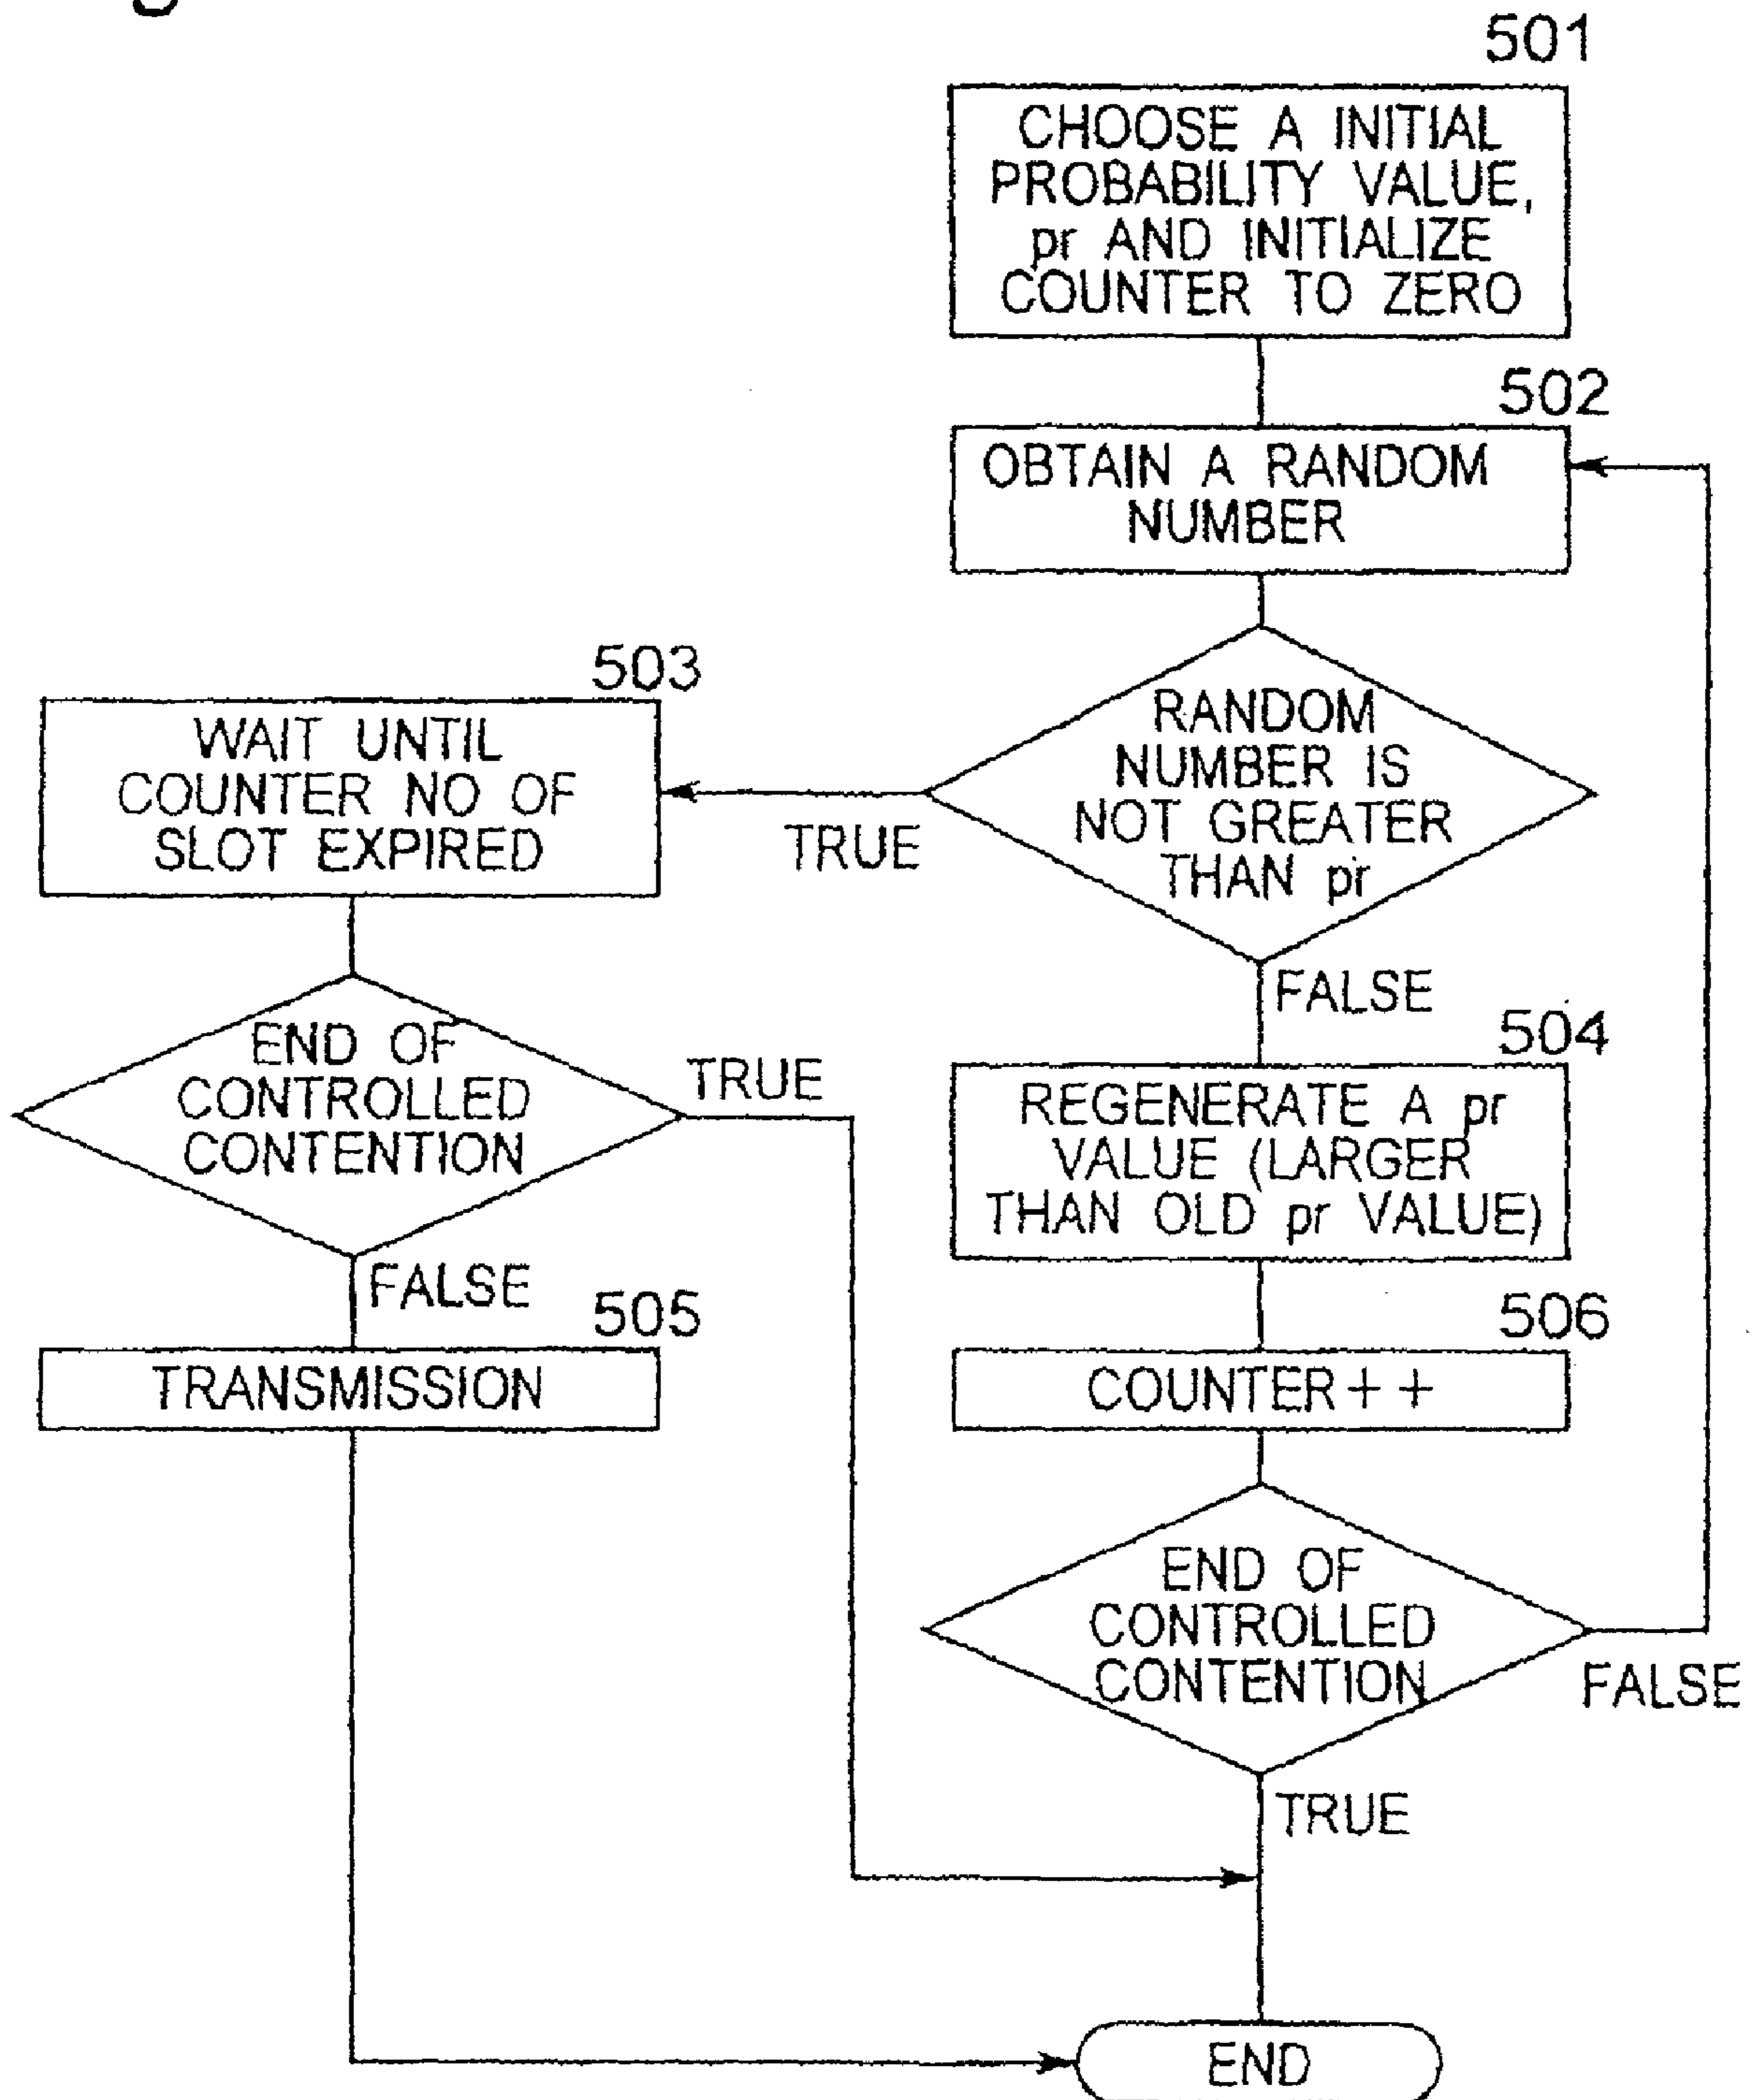 501
CHOOSE A INITIAL
PROBABILITY VALUE,
pr AND INITIALIZE
COUNTER TO ZERO
502
OBTAIN A RANDOM
NUMBER
RANDOM
NUMBER IS
NOT GREATER
THAN pr
TRUE
FALSE
503
WAIT UNTIL
COUNTER NO OF
SLOT EXPIRED
END OF
CONTROLLED
CONTENTION
TRUE
FALSE
505
TRANSMISSION
504
REGENERATE A pr
VALUE (LARGER
THAN OLD pr VALUE)
506
COUNTER++
END OF
CONTROLLED
CONTENTION
FALSE
TRUE
END